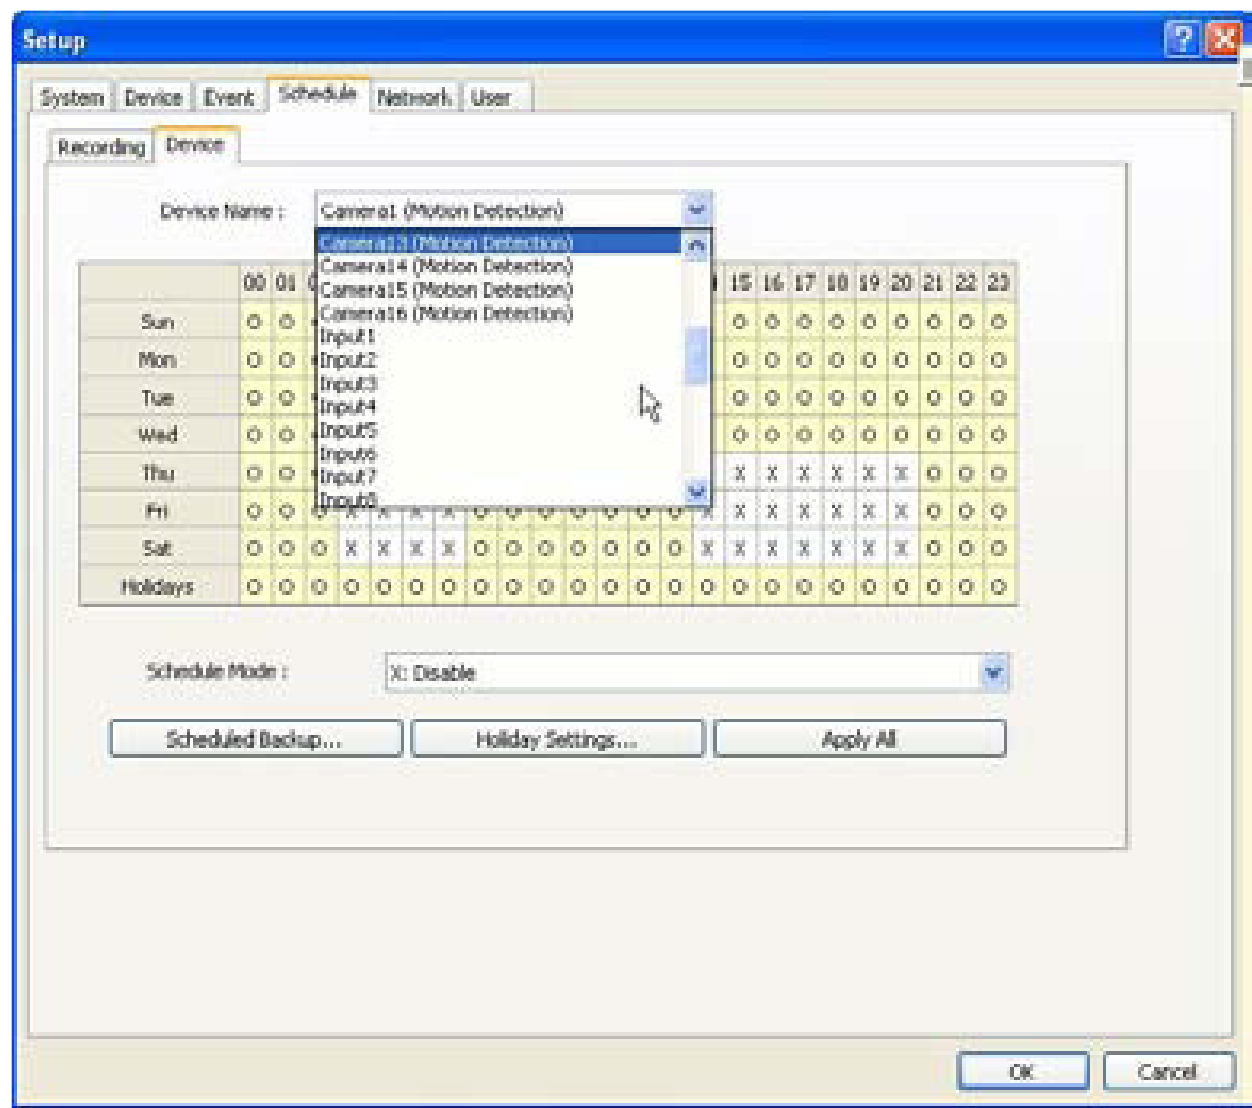 Setup
System Device Event Schedule Network User
Recording Device
Device Name : Camera1 (Motion Detection)
Camera13 (Motion Detection)
Camera14 (Motion Detection)
Camera15 (Motion Detection)
Camera16 (Motion Detection)
Input1
Input2
Input3
Input4
Input5
Input6
Input7
Input8
00 01 15 16 17 18 19 20 21 22 23
Sun O O O O O O O O O O O
Mon O O O O O O O O O O O
Tue O O O O O O O O O O O
Wed O O O O O O O O O O O
Thu O O X X X X X X O O O
Fri O O O X X X X O O O O O O O X X X X X X X O O O
Sat O O O X X X X O O O O O O O X X X X X X X O O O
Holidays O O O O O O O O O O O O O O O O O O O O O O O O
Schedule Mode : X: Disable
Scheduled Backup... Holiday Settings... Apply All
OK Cancel